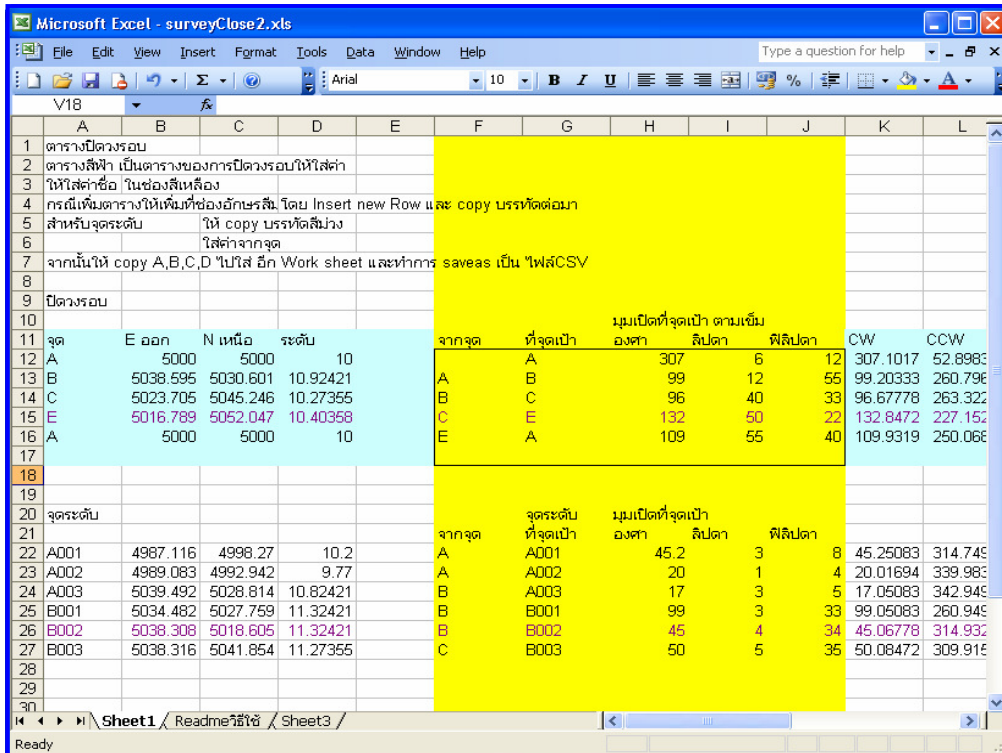 Microsoft Excel - surveyClose2.xls
File Edit View Insert Format Tools Data Window Help Type a question for help
Arial 10 B I U %
V18 fx
A B C D E F G H I J K L
1 ตารางปิดวงรอบ
2 ตารางสีฟ้า เป็นตารางของการปิดวงรอบให้ใส่ค่า
3 ให้ใส่ค่าชื่อ ในช่องสีเหลือง
4 กรณีเพิ่มตารางให้เพิ่มที่ช่องอักษรสีม่ โดย Insert new Row และ copy บรรทัดต่อมา
5 สำหรับจุดระดับ ให้ copy บรรทัดสีม่วง
6 ใส่ค่าจากจุด
7 จากนั้นให้ copy A,B,C,D ไปใส่ อีก Work sheet และทำการ saveas เป็น ไฟล์CSV
8
9 ปิดวงรอบ
10 มุมเปิดที่จุดเป้า ตามเข็ม
11 จุด E ออก N เหนือ ระดับ จากจุด ที่จุดเป้า องศา ลิปดา ฟิลิปดา CW CCW
12 A 5000 5000 10 A 307 6 12 307.1017 52.8983
13 B 5038.595 5030.601 10.92421 A B 99 12 55 99.20333 260.796
14 C 5023.705 5045.246 10.27355 B C 96 40 33 96.67778 263.322
15 E 5016.789 5052.047 10.40358 C E 132 50 22 132.8472 227.152
16 A 5000 5000 10 E A 109 55 40 109.9319 250.068
17
18
19
20 จุดระดับ จุดระดับ มุมเปิดที่จุดเป้า
21 จากจุด ที่จุดเป้า องศา ลิปดา ฟิลิปดา
22 A001 4987.116 4998.27 10.2 A A001 45.2 3 8 45.25083 314.749
23 A002 4989.083 4992.942 9.77 A A002 20 1 4 20.01694 339.983
24 A003 5039.492 5028.814 10.82421 B A003 17 3 5 17.05083 342.949
25 B001 5034.482 5027.759 11.32421 B B001 99 3 33 99.05083 260.949
26 B002 5038.308 5018.605 11.32421 B B002 45 4 34 45.06778 314.932
27 B003 5038.316 5041.854 11.27355 C B003 50 5 35 50.08472 309.915
28
29
30
Sheet1 Readmeวิธีใช้ Sheet3
Ready